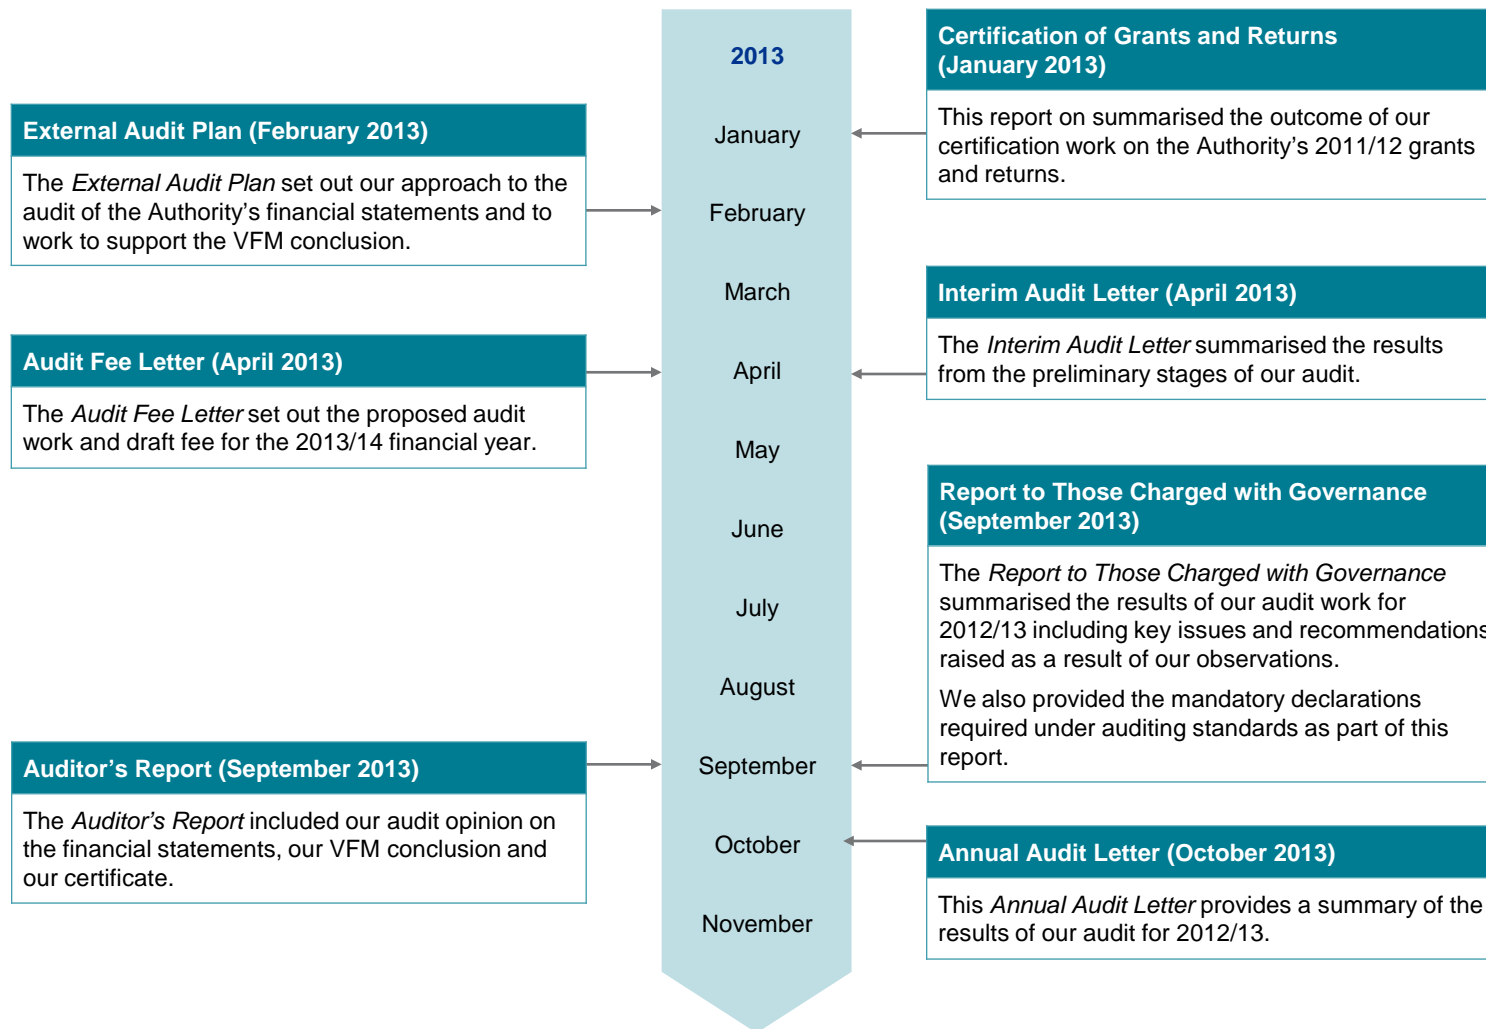 2013
January
February
March
April
May
June
July
August
September
October
November
External Audit Plan (February 2013)
The External Audit Plan set out our approach to the
audit of the Authority’s financial statements and to
work to support the VFM conclusion.
Audit Fee Letter (April 2013)
The Audit Fee Letter set out the proposed audit
work and draft fee for the 2013/14 financial year.
Auditor’s Report (September 2013)
The Auditor’s Report included our audit opinion on
the financial statements, our VFM conclusion and
our certificate.
Certification of Grants and Returns
(January 2013)
This report on summarised the outcome of our
certification work on the Authority’s 2011/12 grants
and returns.
Interim Audit Letter (April 2013)
The Interim Audit Letter summarised the results
from the preliminary stages of our audit.
Report to Those Charged with Governance
(September 2013)
The Report to Those Charged with Governance
summarised the results of our audit work for
2012/13 including key issues and recommendations
raised as a result of our observations.
We also provided the mandatory declarations
required under auditing standards as part of this
report.
Annual Audit Letter (October 2013)
This Annual Audit Letter provides a summary of the
results of our audit for 2012/13.